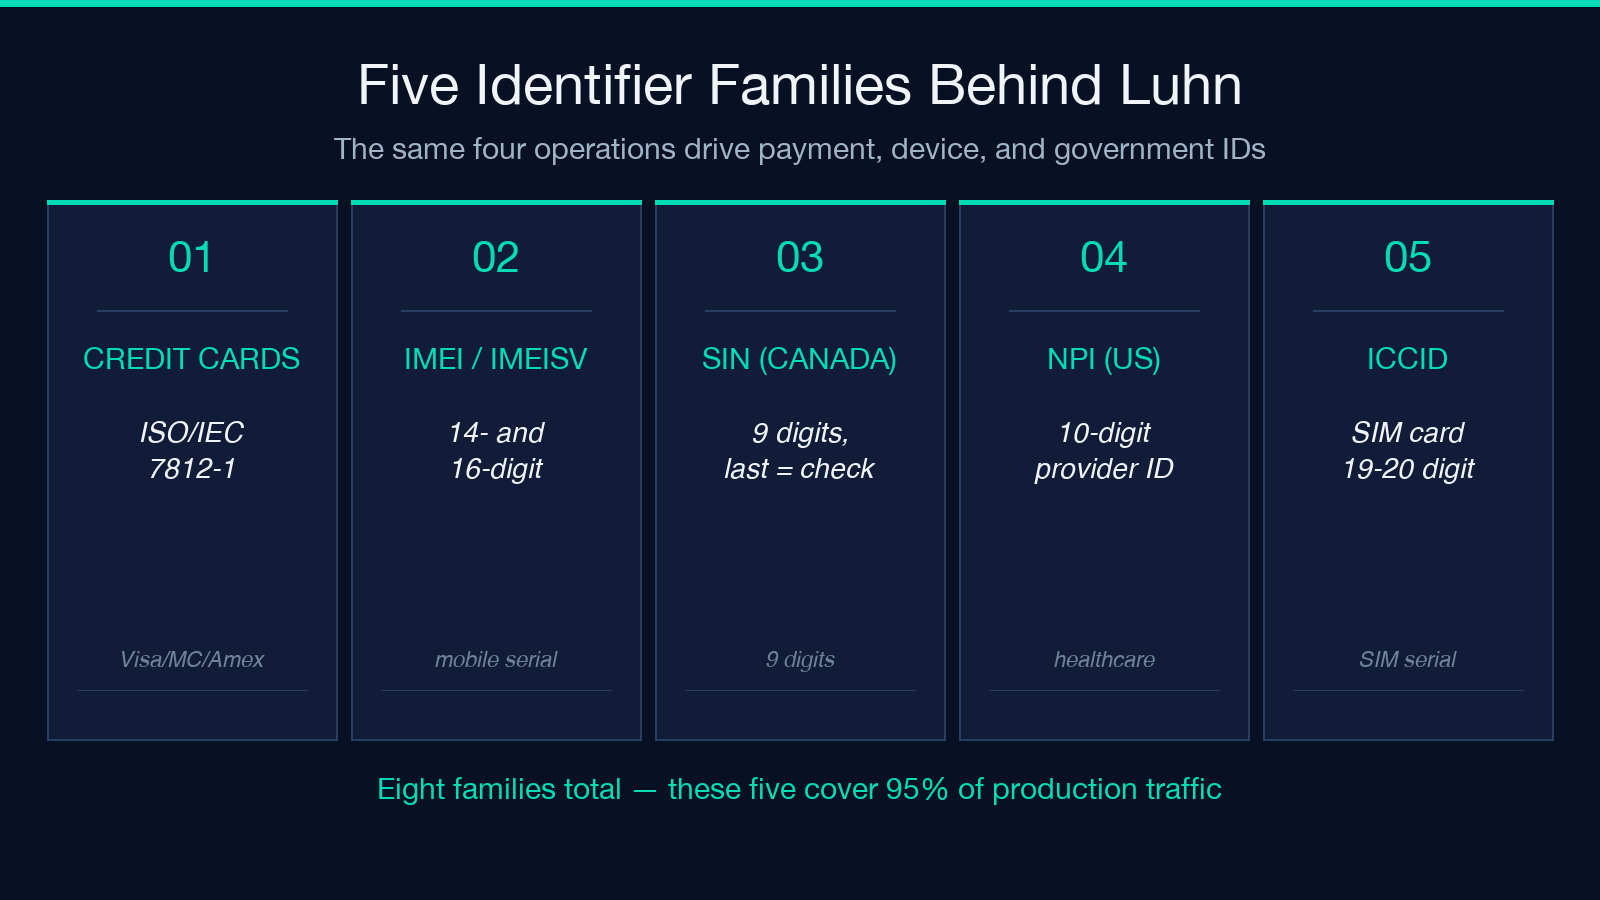 Five Identifier Families Behind Luhn
The same four operations drive payment, device, and government IDs
01
CREDIT CARDS
ISO/IEC
7812-1
Visa/MC/Amex
02
IMEI / IMEISV
14- and
16-digit
mobile serial
03
SIN (CANADA)
9 digits,
last = check
9 digits
04
NPI (US)
10-digit
provider ID
healthcare
05
ICCID
SIM card
19-20 digit
SIM serial
Eight families total — these five cover 95% of production traffic